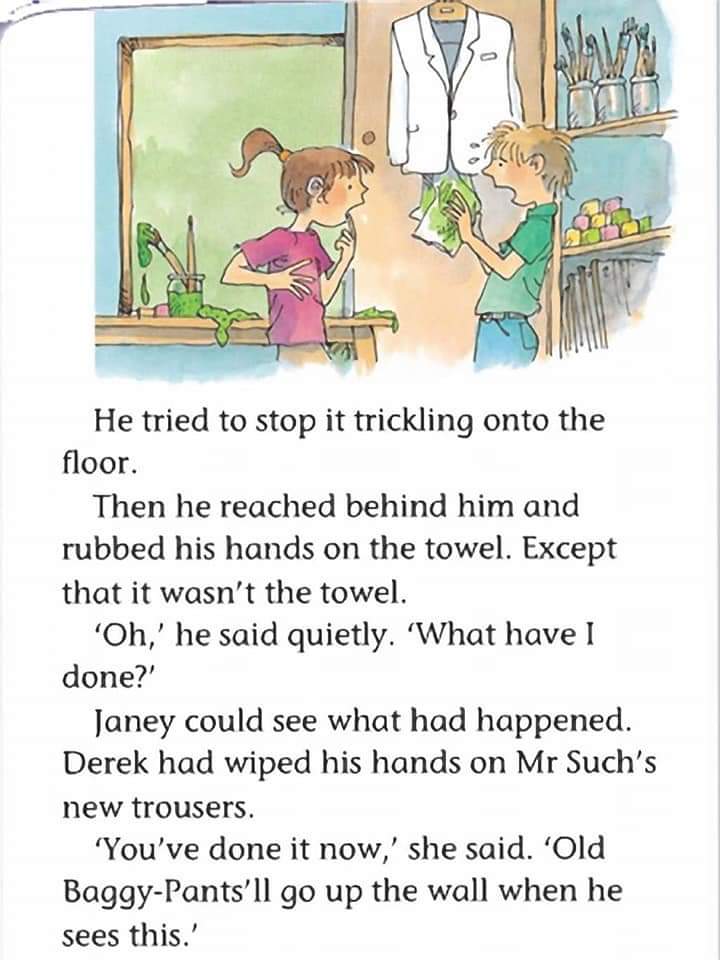 He tried to stop it trickling onto the
floor.
Then he reached behind him and
rubbed his hands on the towel. Except
that it wasn't the towel.
‘Oh,’ he said quietly. ‘What have I
done?’
Janey could see what had happened.
Derek had wiped his hands on Mr Such's
new trousers.
‘You've done it now,’ she said. ‘Old
Baggy-Pants'll go up the wall when he
sees this.’